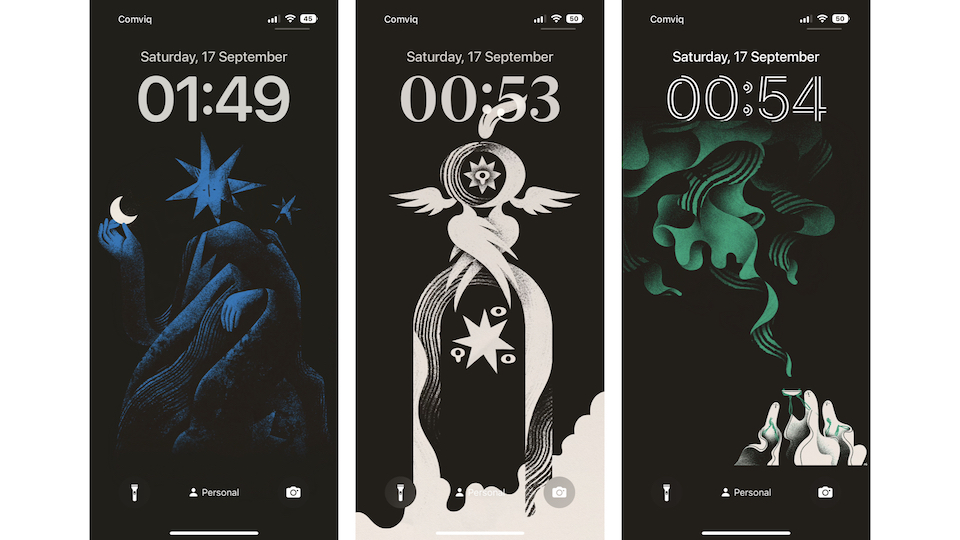 Comviq
45
Saturday, 17 September
01:49
Personal
Comviq
50
Saturday, 17 September
00:53
Personal
Comviq
50
Saturday, 17 September
00:54
Personal